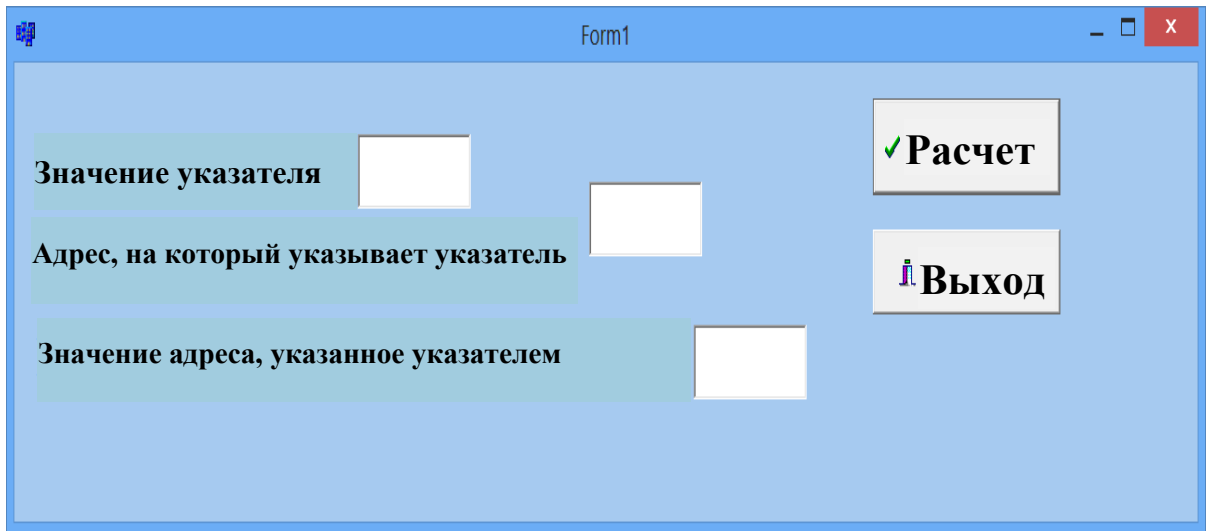 Form1
Значение указателя
Адрес, на который указывает указатель
Значение адреса, указанное указателем
Расчет
Выход